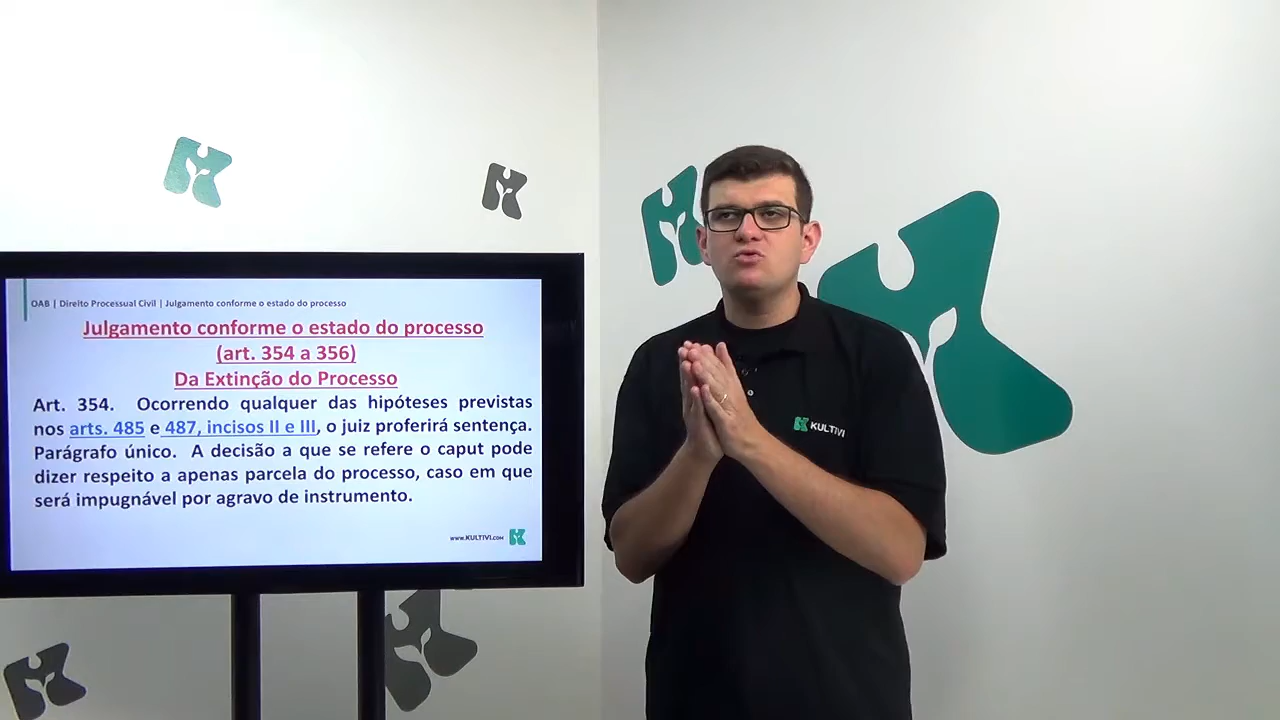 OAB | Direito Processual Civil | Julgamento conforme o estado do processo
Julgamento conforme o estado do processo
(art. 354 a 356)
Da Extinção do Processo
Art. 354. Ocorrendo qualquer das hipóteses previstas
nos arts. 485 e 487, incisos II e III, o juiz proferirá sentença.
Parágrafo único. A decisão a que se refere o caput pode
dizer respeito a apenas parcela do processo, caso em que
será impugnável por agravo de instrumento.
www.KULTIVI.COM
KULTIVI